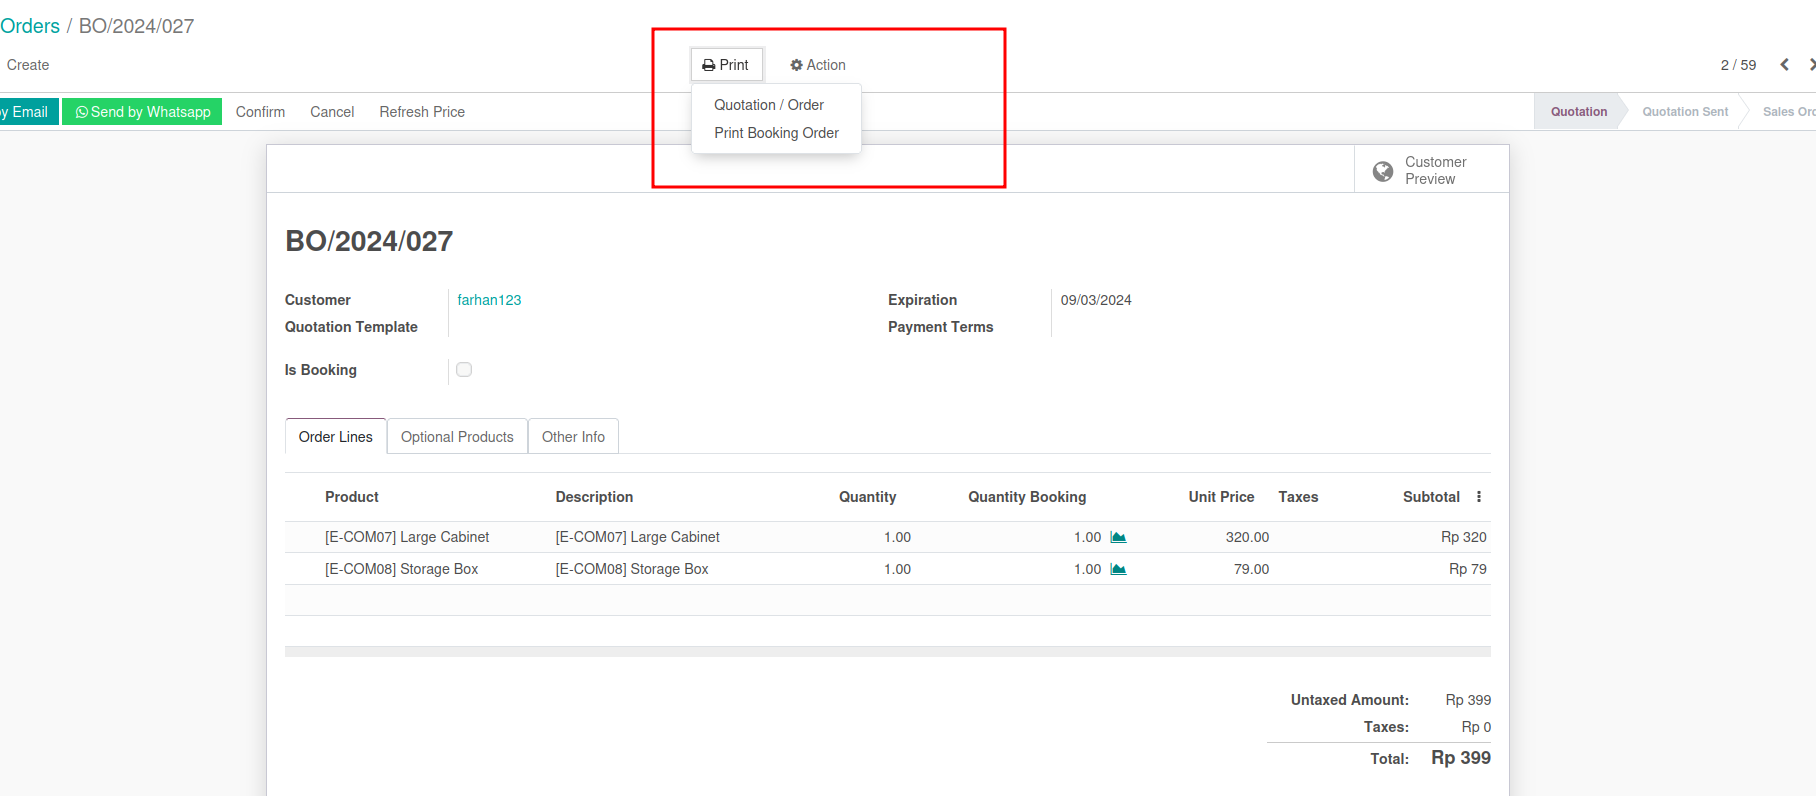 Orders / BO/2024/027
Create Print Action 2 / 59
by Email Send by Whatsapp Confirm Cancel Refresh Price Quotation Quotation Sent Sales
Quotation / Order
Print Booking Order
Customer
Preview
BO/2024/027
Customer farhan123 Expiration 09/03/2024
Quotation Template Payment Terms
Is Booking
Order Lines Optional Products Other Info
Product Description Quantity Quantity Booking Unit Price Taxes Subtotal
[E-COM07] Large Cabinet [E-COM07] Large Cabinet 1.00 1.00 320.00 Rp 320
[E-COM08] Storage Box [E-COM08] Storage Box 1.00 1.00 79.00 Rp 79
Untaxed Amount: Rp 399
Taxes: Rp 0
Total: Rp 399